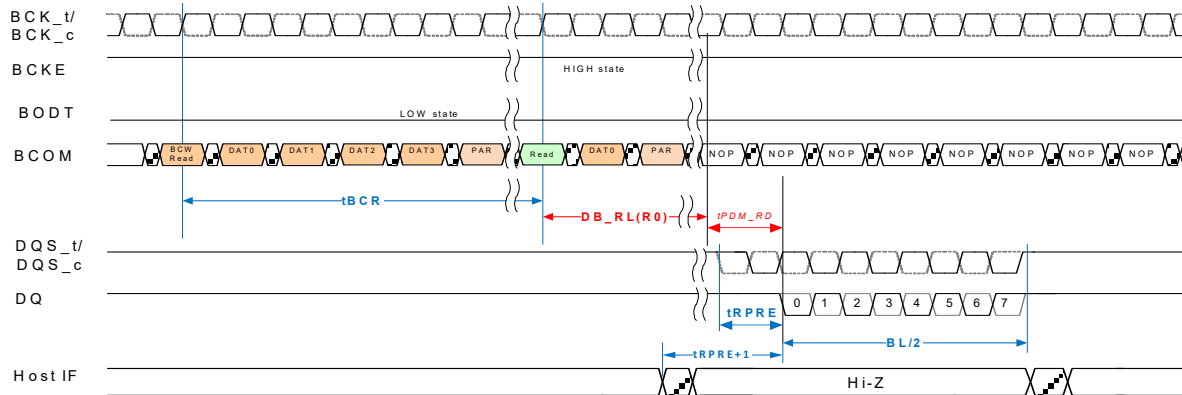 BCK_t/
BCK_c
BCKE
HIGH state
BODT
LOW state
BCOM
BCW Read
DAT0
DAT1
DAT2
DAT3
PAR
Read
DAT0
PAR
NOP
NOP
NOP
NOP
NOP
NOP
NOP
NOP
tBCR
DB_RL(R0)
tPDM_RD
DQS_t/
DQS_c
DQ
0 1 2 3 4 5 6 7
tRPRE
BL/2
tRPRE+1
Host IF
Hi-Z